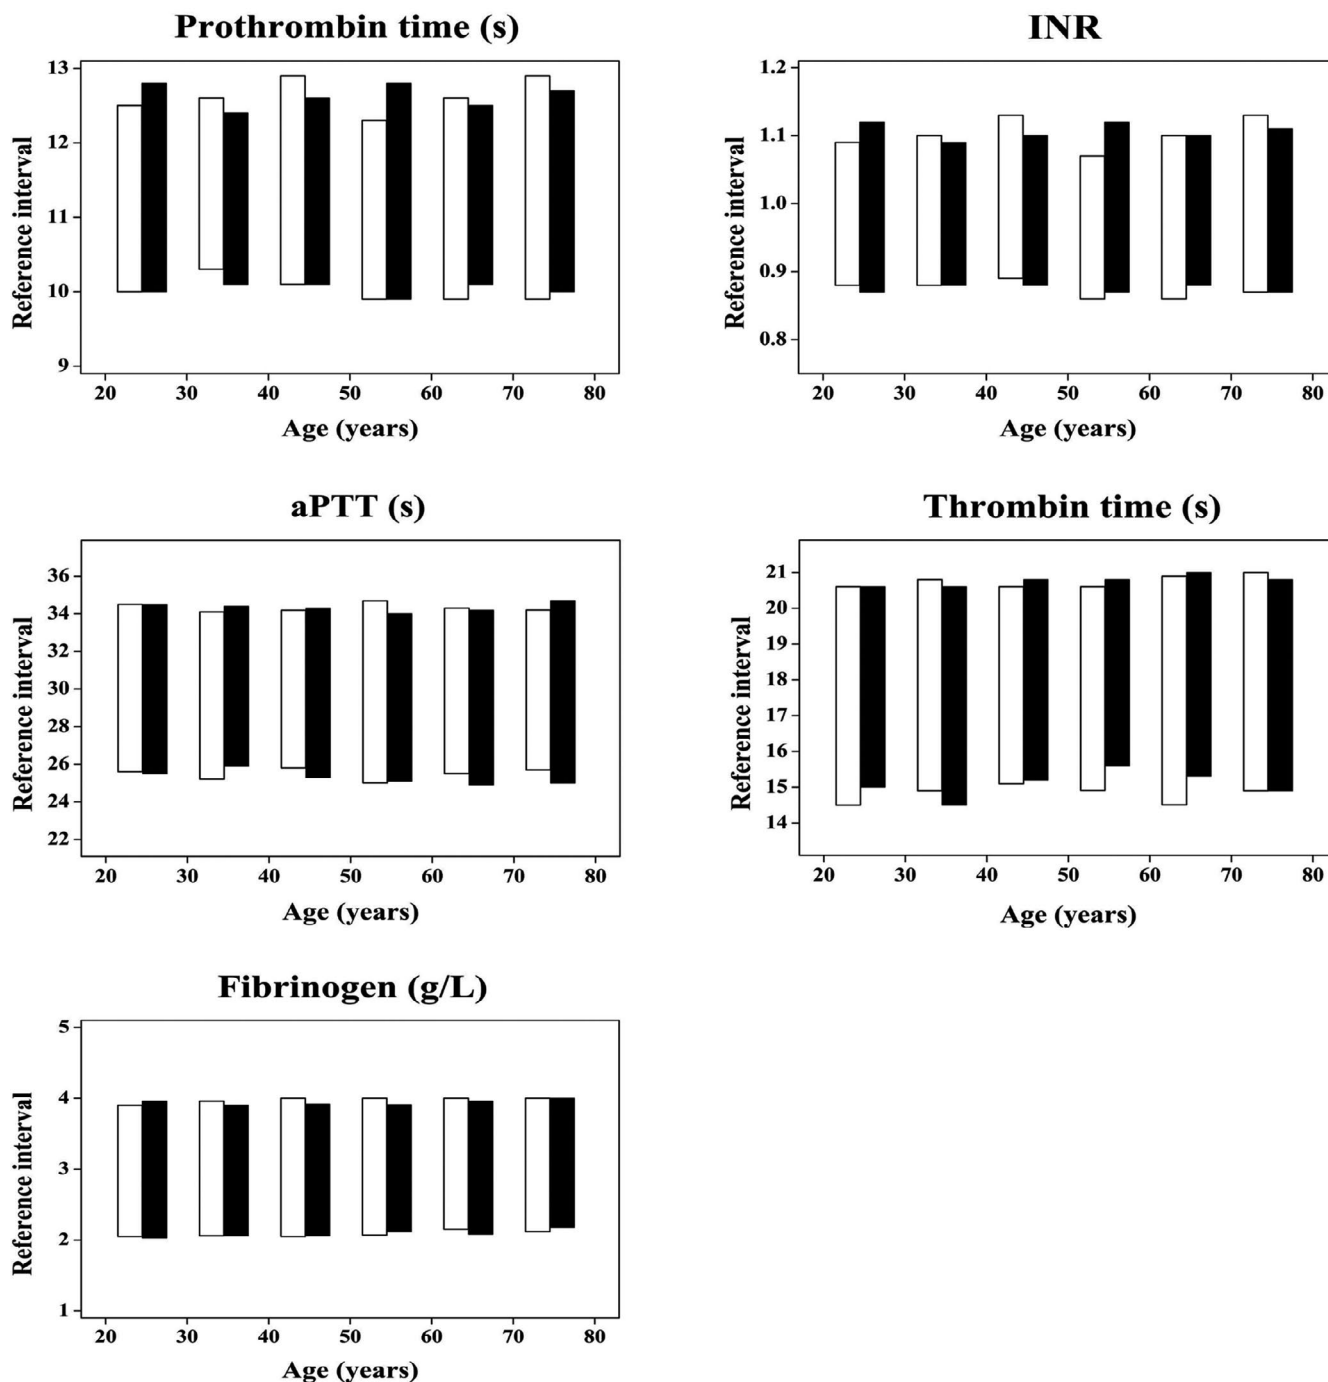 Prothrombin time (s)
Reference interval
13
12
11
10
9
20 30 40 50 60 70 80
Age (years)
INR
Reference interval
1.2
1.1
1.0
0.9
0.8
20 30 40 50 60 70 80
Age (years)
aPTT (s)
Reference interval
36
34
32
30
28
26
24
22
20 30 40 50 60 70 80
Age (years)
Thrombin time (s)
Reference interval
21
20
19
18
17
16
15
14
20 30 40 50 60 70 80
Age (years)
Fibrinogen (g/L)
Reference interval
5
4
3
2
1
20 30 40 50 60 70 80
Age (years)